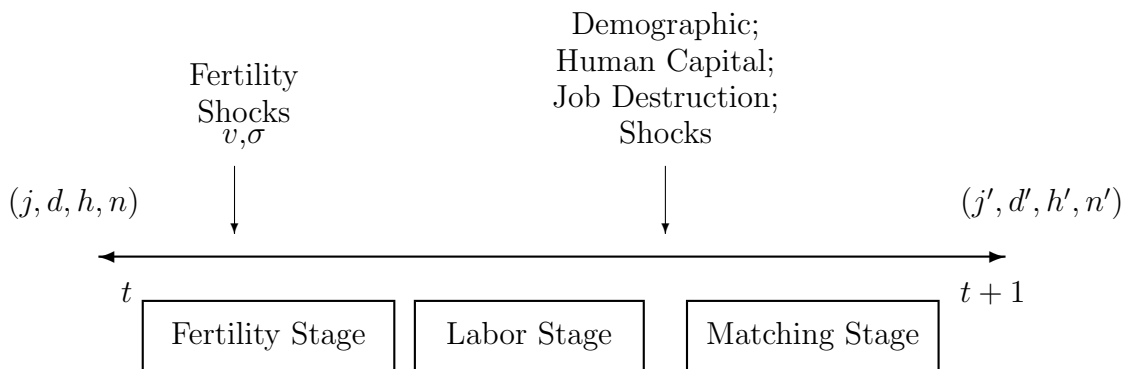 Demographic;
Human Capital;
Job Destruction;
Shocks
Fertility
Shocks
v,σ
(j, d, h, n)
(j′, d′, h′, n′)
t
t + 1
Fertility Stage
Labor Stage
Matching Stage